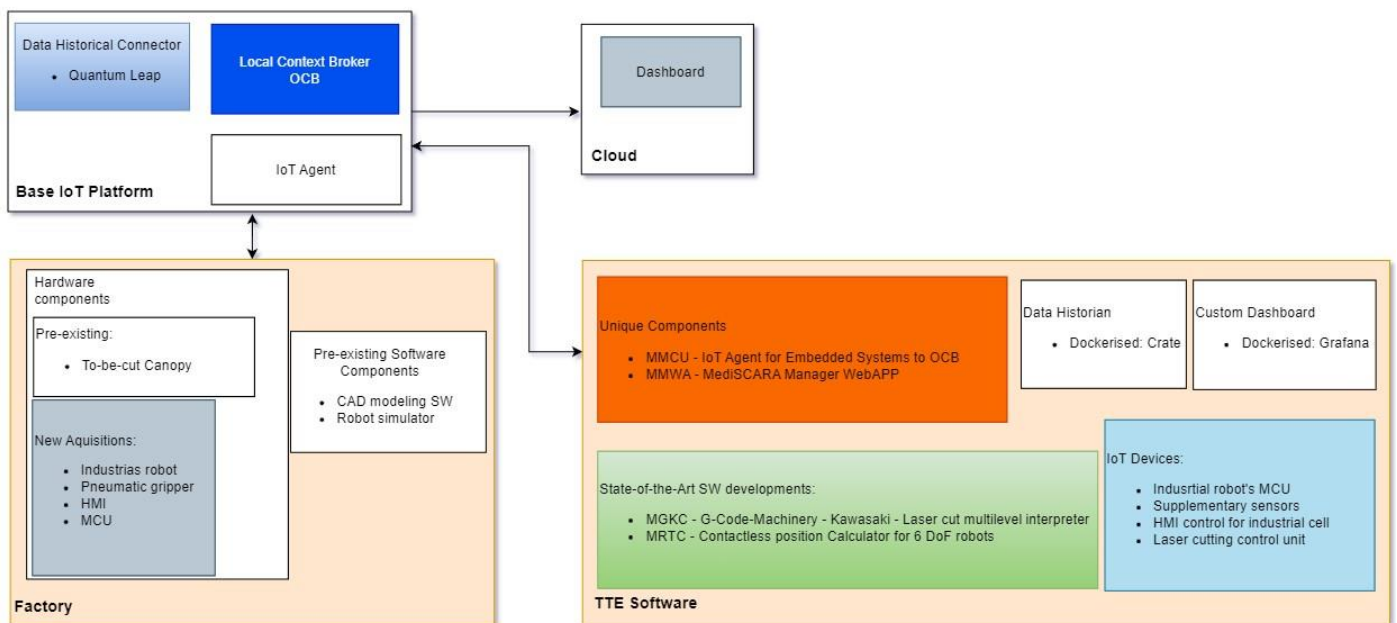 Data Historical Connector
• Quantum Leap
Local Context Broker
OCB
IoT Agent
Base IoT Platform
Dashboard
Cloud
Hardware
components
Pre-existing:
• To-be-cut Canopy
New Aquisitions:
• Industrias robot
• Pneumatic gripper
• HMI
• MCU
Pre-existing Software
Components
• CAD modeling SW
• Robot simulator
Factory
Unique Components
• MMCU - IoT Agent for Embedded Systems to OCB
• MMWA - MediSCARA Manager WebAPP
Data Historian
• Dockerised: Crate
Custom Dashboard
• Dockerised: Grafana
State-of-the-Art SW developments:
• MGKC - G-Code-Machinery - Kawasaki - Laser cut multilevel interpreter
• MRTC - Contactless position Calculator for 6 DoF robots
IoT Devices:
• Indusrtial robot's MCU
• Supplementary sensors
• HMI control for industrial cell
• Laser cutting control unit
TTE Software